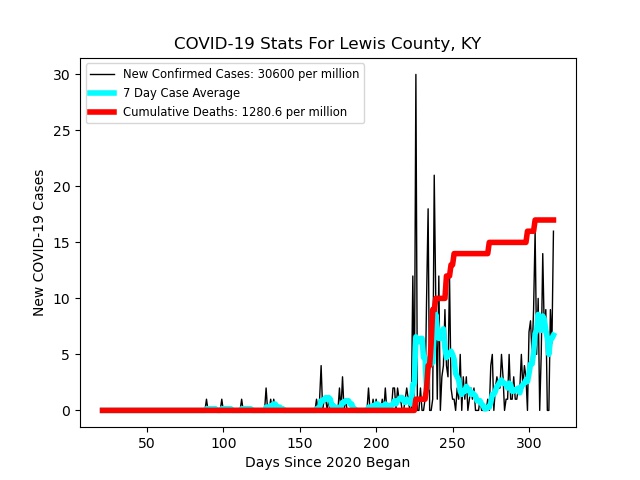 COVID-19 Stats For Lewis County, KY
New Confirmed Cases: 30600 per million
7 Day Case Average
Cumulative Deaths: 1280.6 per million
New COVID-19 Cases
30
25
20
15
10
5
0
50 100 150 200 250 300
Days Since 2020 Began